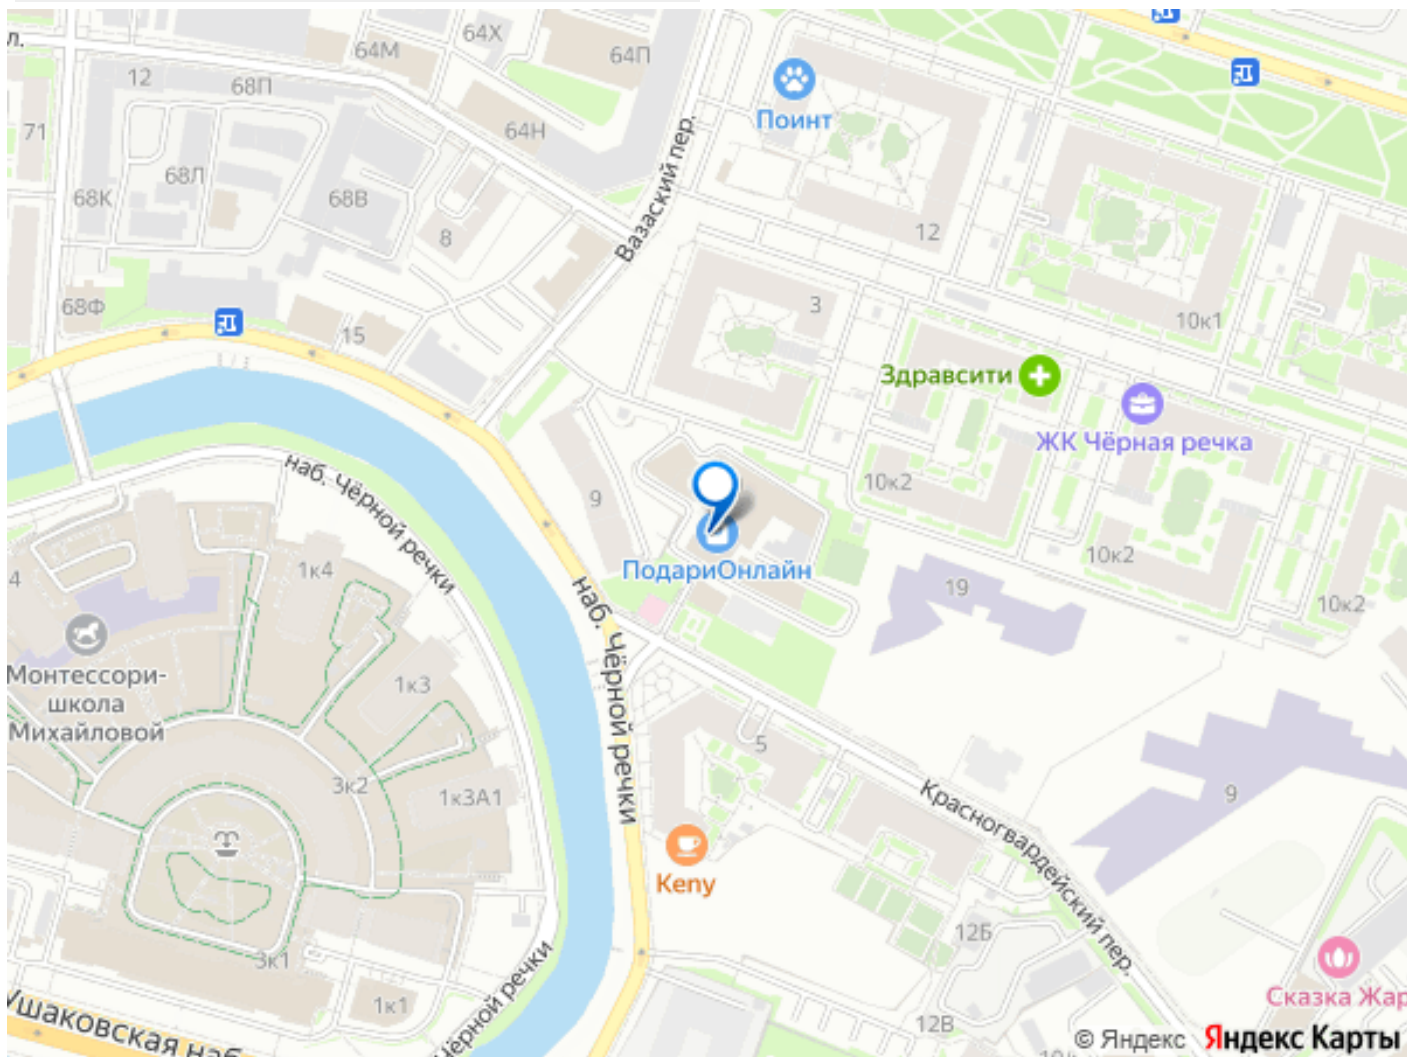 л.
64М
64Х
64П
12
68П
Поинт
71
64Н
68Л
68К
68В
Вазаский пер.
8
12
68Ф
15
3
10к1
Здравсити
ЖК Чёрная речка
наб. Чёрной речки
9
10к2
ПодариОнлайн
10к2
1к4
4
19
10к2
наб. Чёрной речки
Монтессори-
школа
Михайловой
1к3
5
3к2
1к3А1
Красногвардейский пер.
9
Keny
12Б
3к1
Сказка Жар
1к1
12В
Ушаковская наб.
Чёрной речки
10к
© Яндекс Яндекс Карты